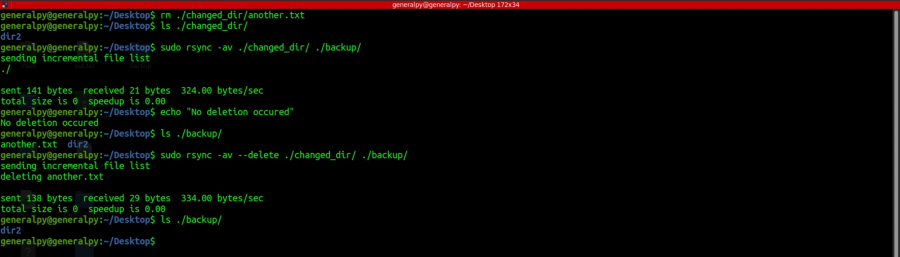 generalpy@generalpy: ~/Desktop 172x34
generalpy@generalpy:~/Desktop$ rm ./changed_dir/another.txt
generalpy@generalpy:~/Desktop$ ls ./changed_dir/
dir2
generalpy@generalpy:~/Desktop$ sudo rsync -av ./changed_dir/ ./backup/
sending incremental file list
./
sent 141 bytes  received 21 bytes  324.00 bytes/sec
total size is 0  speedup is 0.00
generalpy@generalpy:~/Desktop$ echo "No deletion occured"
No deletion occured
generalpy@generalpy:~/Desktop$ ls ./backup/
another.txt  dir2
generalpy@generalpy:~/Desktop$ sudo rsync -av --delete ./changed_dir/ ./backup/
sending incremental file list
deleting another.txt
sent 138 bytes  received 29 bytes  334.00 bytes/sec
total size is 0  speedup is 0.00
generalpy@generalpy:~/Desktop$ ls ./backup/
dir2
generalpy@generalpy:~/Desktop$